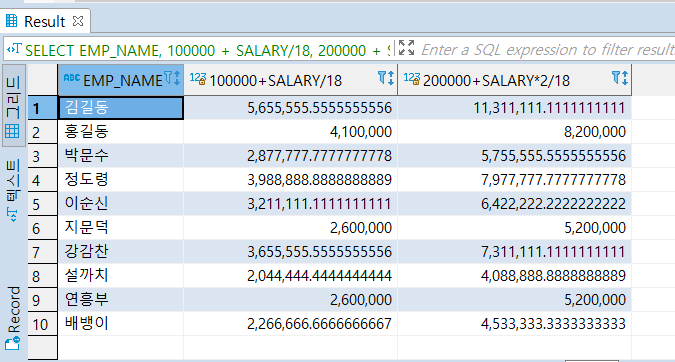 Result
SELECT EMP_NAME, 100000 + SALARY/18, 200000 + S
Enter a SQL expression to filter result
그리드
텍스트
Record
ABC EMP_NAME 123 100000+SALARY/18 123 200000+SALARY*2/18
1 김길동 5,655,555.5555555556 11,311,111.1111111111
2 홍길동 4,100,000 8,200,000
3 박문수 2,877,777.7777777778 5,755,555.5555555556
4 정도령 3,988,888.8888888889 7,977,777.7777777778
5 이순신 3,211,111.1111111111 6,422,222.2222222222
6 지문덕 2,600,000 5,200,000
7 강감찬 3,655,555.5555555556 7,311,111.1111111111
8 설까치 2,044,444.4444444444 4,088,888.8888888889
9 연흥부 2,600,000 5,200,000
10 배뱅이 2,266,666.6666666667 4,533,333.3333333333